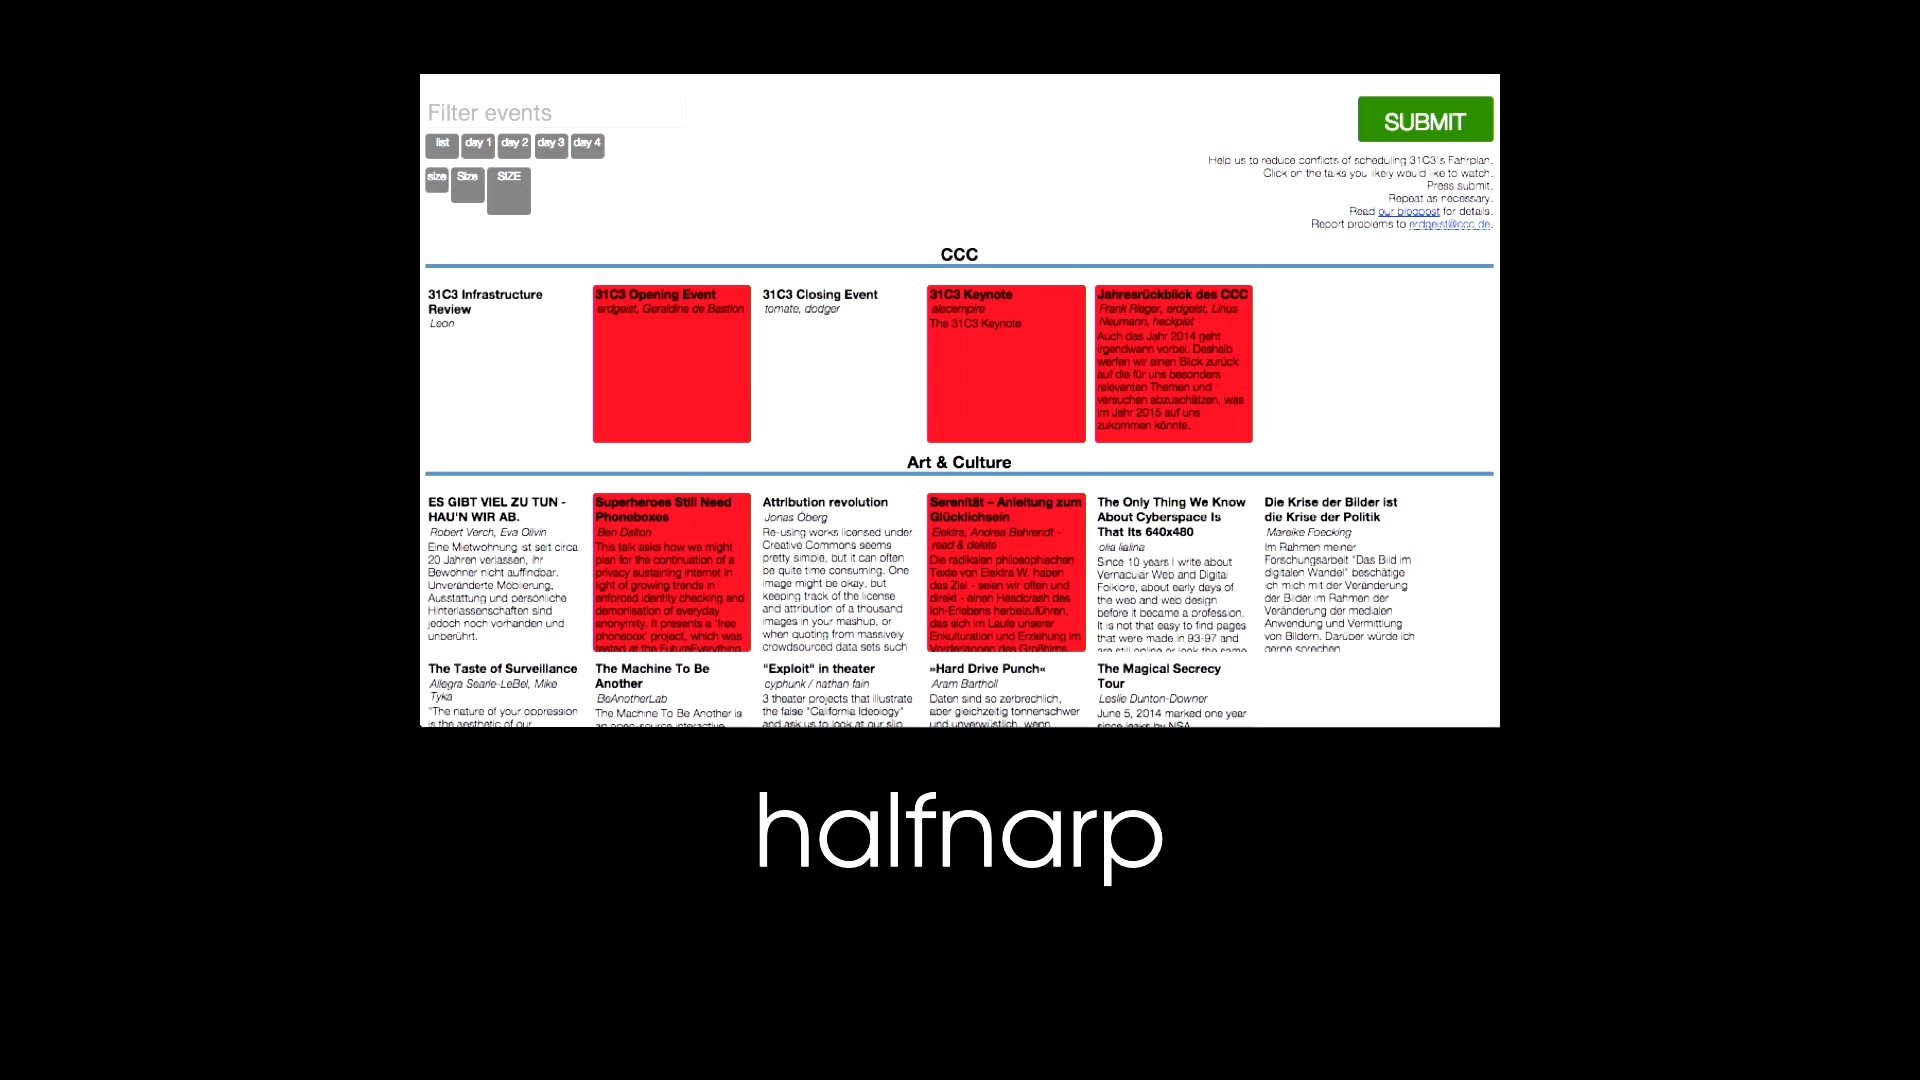 Filter events
SUBMIT
list day 1 day 2 day 3 day 4
size Size SIZE
Help us to reduce conflicts of scheduling 31C3's Fahrplan.
Click on the talks you likely would like to watch.
Press submit.
Repeat as necessary.
Read our blogpost for details.
Report problems to erdgeist@ccc.de.
CCC
31C3 Infrastructure
Review
Leon
31C3 Opening Event
erdgeist, Geraldine de Bastion
31C3 Closing Event
tomate, dodger
31C3 Keynote
alecempire
The 31C3 Keynote
Jahresrückblick des CCC
Frank Rieger, erdgeist, Linus
Neumann, heckpiet
Auch das Jahr 2014 geht
irgendwann vorbei. Deshalb
werfen wir einen Blick zurück
auf die für uns besonders
relevanten Themen und
versuchen abzuschätzen, was
im Jahr 2015 auf uns
zukommen könnte.
Art & Culture
ES GIBT VIEL ZU TUN -
HAU'N WIR AB.
Robert Verch, Eva Olivin
Eine Mietwohnung ist seit circa
20 Jahren verlassen, ihr
Bewohner nicht auffindbar.
Unveränderte Möblierung,
Ausstattung und persönliche
Hinterlassenschaften sind
jedoch noch vorhanden und
unberührt.
Superheroes Still Need
Phoneboxes
Ben Dalton
This talk asks how we might
plan for the continuation of a
privacy sustaining internet in
light of growing trends in
enforced identity checking and
demonisation of everyday
anonymity. It presents a 'free
phonebox' project, which was
tested at the FutureEverything
Attribution revolution
Jonas Öberg
Re-using works licensed under
Creative Commons seems
pretty simple, but it can often
be quite time consuming. One
image might be okay, but
keeping track of the license
and attribution of a thousand
images in your mashup, or
when quoting from massively
crowdsourced data sets such
Serenität – Anleitung zum
Glücklichsein
Elektra, Andrea Behrendt -
read & delete
Die radikalen philosophischen
Texte von Elektra W. haben
das Ziel - seien wir offen und
direkt - einen Headcrash des
Ich-Erlebens herbeizuführen,
das sich im Laufe unserer
Enkulturation und Erziehung im
Vorderlappen des Großhirns
The Only Thing We Know
About Cyberspace Is
That Its 640x480
olia lialina
Since 10 years I write about
Vernacular Web and Digital
Folklore, about early days of
the web and web design
before it became a profession.
It is not that easy to find pages
that were made in 93-97 and
are still online or look the same
Die Krise der Bilder ist
die Krise der Politik
Mareike Foecking
Im Rahmen meiner
Forschungsarbeit "Das Bild im
digitalen Wandel" beschätige
ich mich mit der Veränderung
der Bilder im Rahmen der
Veränderung der medialen
Anwendung und Vermittlung
von Bildern. Darüber würde ich
gerne sprechen.
The Taste of Surveillance
Allegra Searle-LeBel, Mike
Tyka
"The nature of your oppression
is the aesthetic of our
The Machine To Be
Another
BeAnotherLab
The Machine To Be Another is
an open-source interactive
"Exploit" in theater
cyphunk / nathan fain
3 theater projects that illustrate
the false "California Ideology"
and ask us to look at our slip
»Hard Drive Punch«
Aram Bartholl
Daten sind so zerbrechlich,
aber gleichzeitig tonnenschwer
und unverwüstlich, wenn
The Magical Secrecy
Tour
Leslie Dunton-Downer
June 5, 2014 marked one year
since leaks by NSA
halfnarp